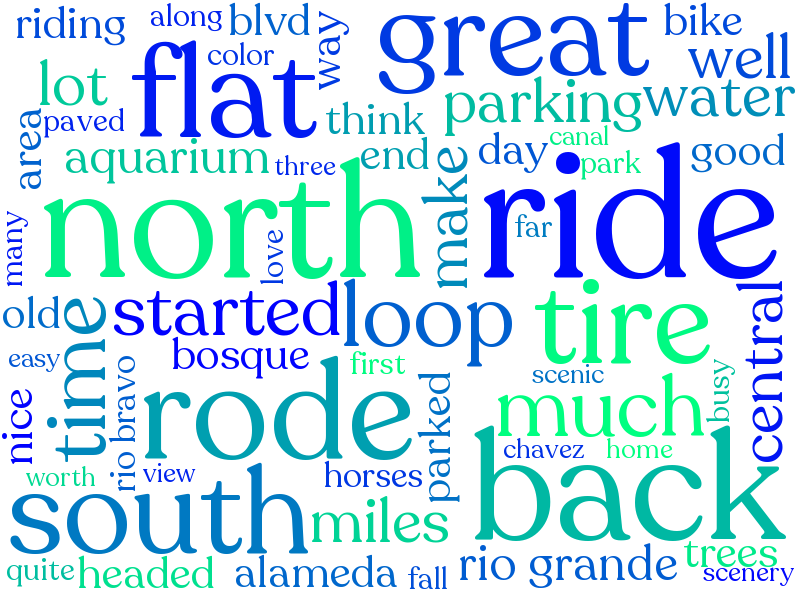 riding
along
blvd
way
great
bike
well
color
flat
lot
paved
area
think
parking
water
canal
aquarium
three
end
day
park
good
north
make
ride
many
love
far
old
time
started
loop
tire
central
bosque
easy
first
scenic
busy
nice
rio bravo
rode
parked
much
chavez
home
worth
view
horses
back
south
miles
rio grande
trees
scenery
quite
headed
alameda
fall